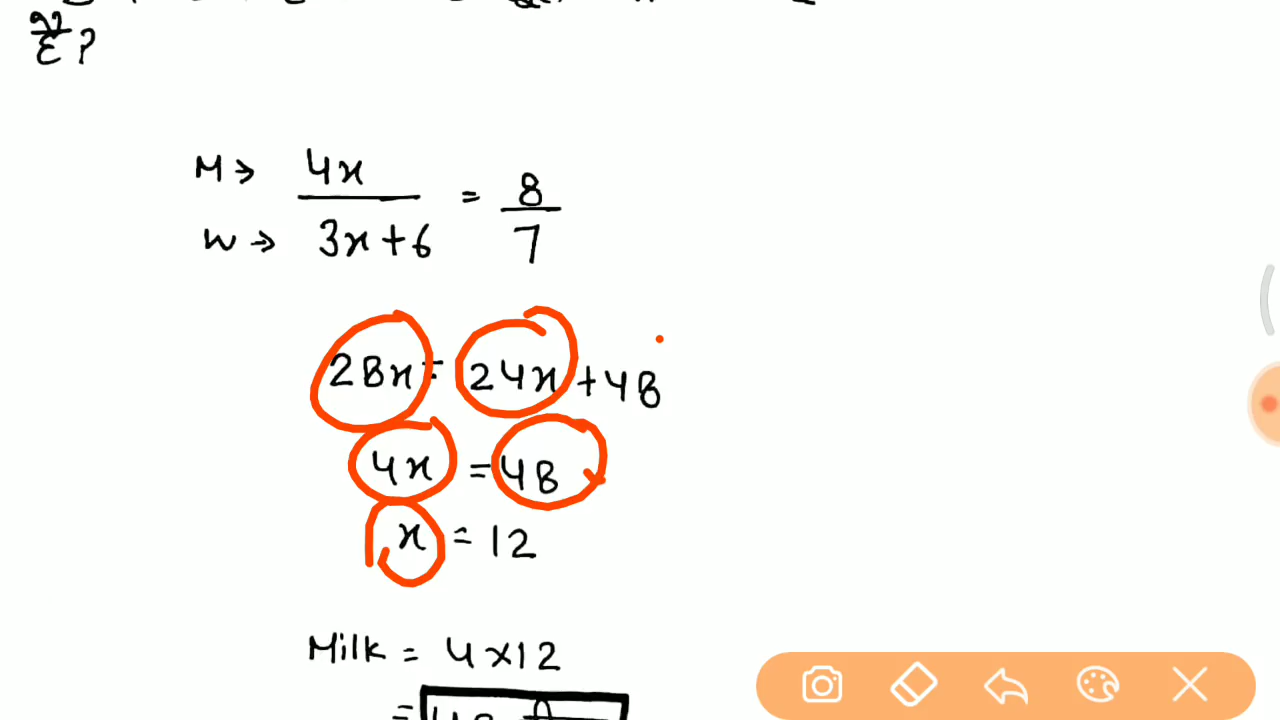 M→ 4x/3x+6 = 8/7
W→
28x = 24x + 48
4x = 48
x = 12
Milk = 4×12
=